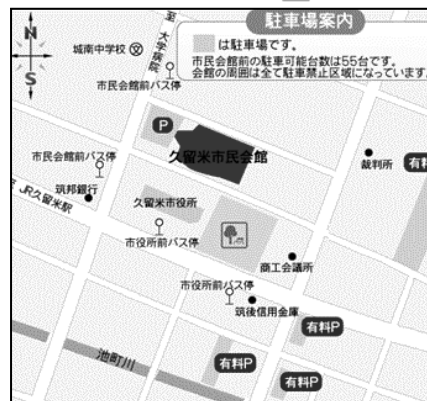 駐車場案内
は駐車場です。
市民会館前の駐車可能台数は55台です。
会館の周囲は全て駐車禁止区域になっています
N
S
至 大学病院
城南中学校
文
市民会館前バス停
P
久留米市民会館
裁判所
有料
市民会館前バス停
筑邦銀行
久留米市役所
JR久留米駅
市役所前バス停
商工会議所
市役所前バス停
筑後信用金庫
有料P
有料P
有料P
池町川